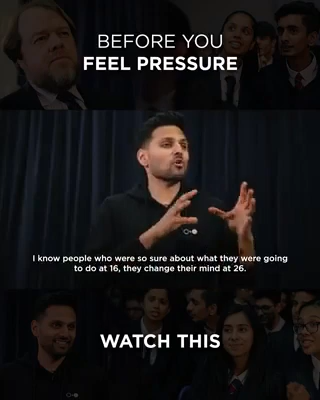 BEFORE YOU
FEEL PRESSURE
I know people who were so sure about what they were going
to do at 16, they change their mind at 26.
WATCH THIS